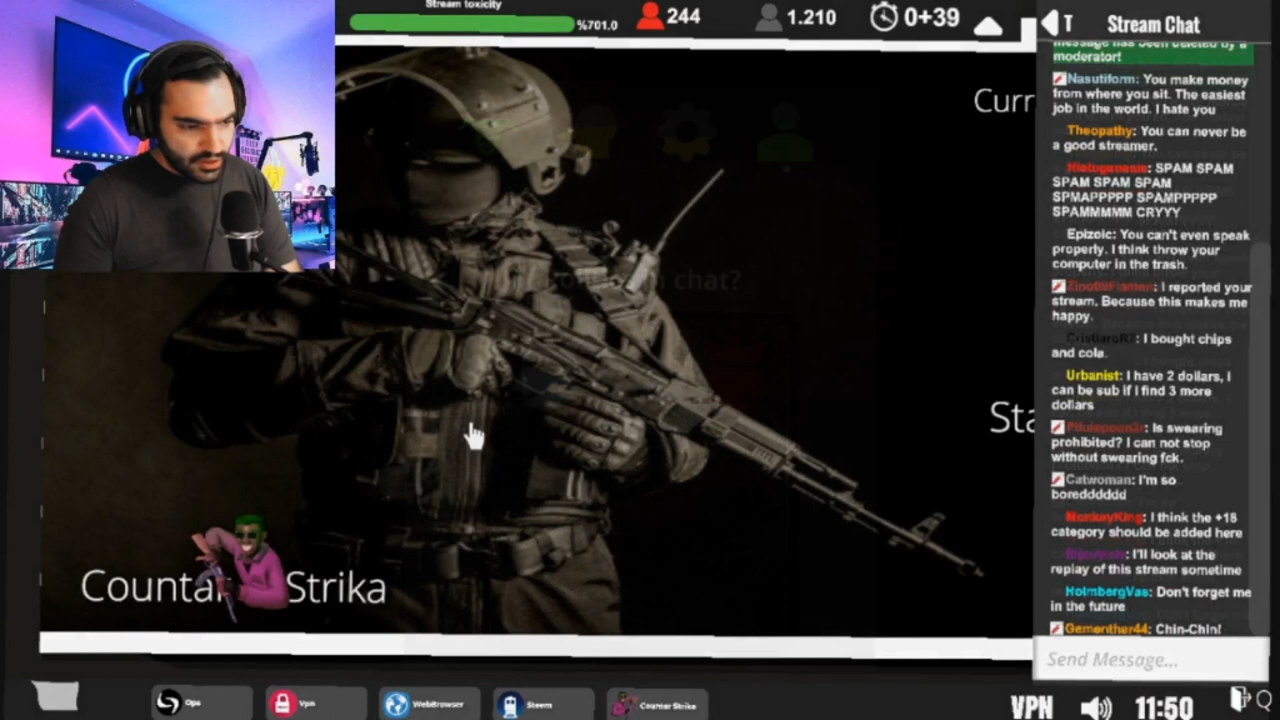 Stream toxicity
%701.0
244
1.210
0+39
T
Stream Chat
message has been deleted by a
moderator!
Nasutiform: You make money
from where you sit. The easiest
job in the world. I hate you
Theopathy: You can never be
a good streamer.
: SPAM SPAM
SPAM SPAM SPAM
SPMAPPPPP SPAMPPPPP
SPAMMMMM CRYYY
Epizoic: You can't even speak
properly. I think throw your
computer in the trash.
: I reported your
stream. Because this makes me
happy.
CristiaroR7: I bought chips
and cola.
Urbanist: I have 2 dollars, i
can be sub if i find 3 more
dollars
: Is swearing
prohibited? I can not stop
without swearing fck.
Catwoman: I'm so
boredddddd
MonkeyKing: I think the +18
category should be added here
: I'll look at the
replay of this stream sometime
HolmbergVas: Don't forget me
in the future
Gementher44: Chin-Chin!
Send Message...
Curr
chat?
Sta
Countar Strika
Ops
Vpn
WebBrowser
Steem
Countar Strika
VPN
11:50
Q